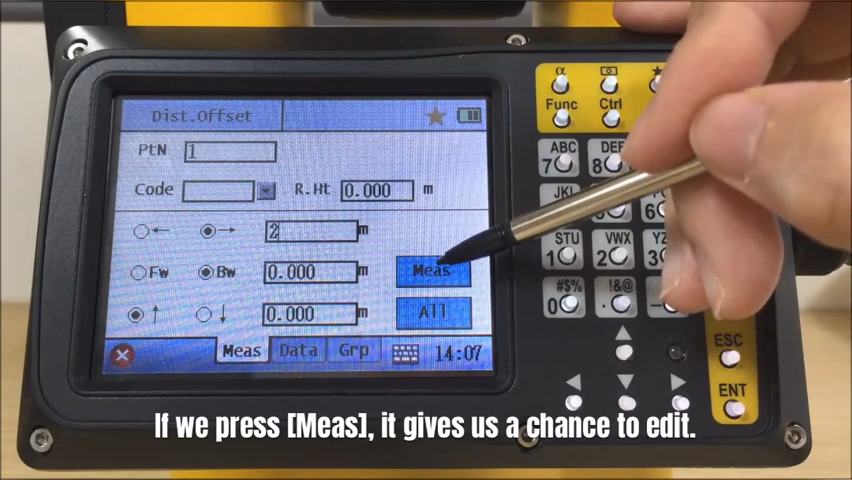 Dist.Offset
PtN 1
Code R.Ht 0.000 m
← → 2 m
Fw Bw 0.000 m Meas
↑ ↓ 0.000 m All
Meas Data Grp 14:07
α
Func Ctrl
ABC
7 8
JKL
6
STU VWX YZ
1 2 3
#$% !&@
0 . -
ESC
ENT
If we press [Meas], it gives us a chance to edit.